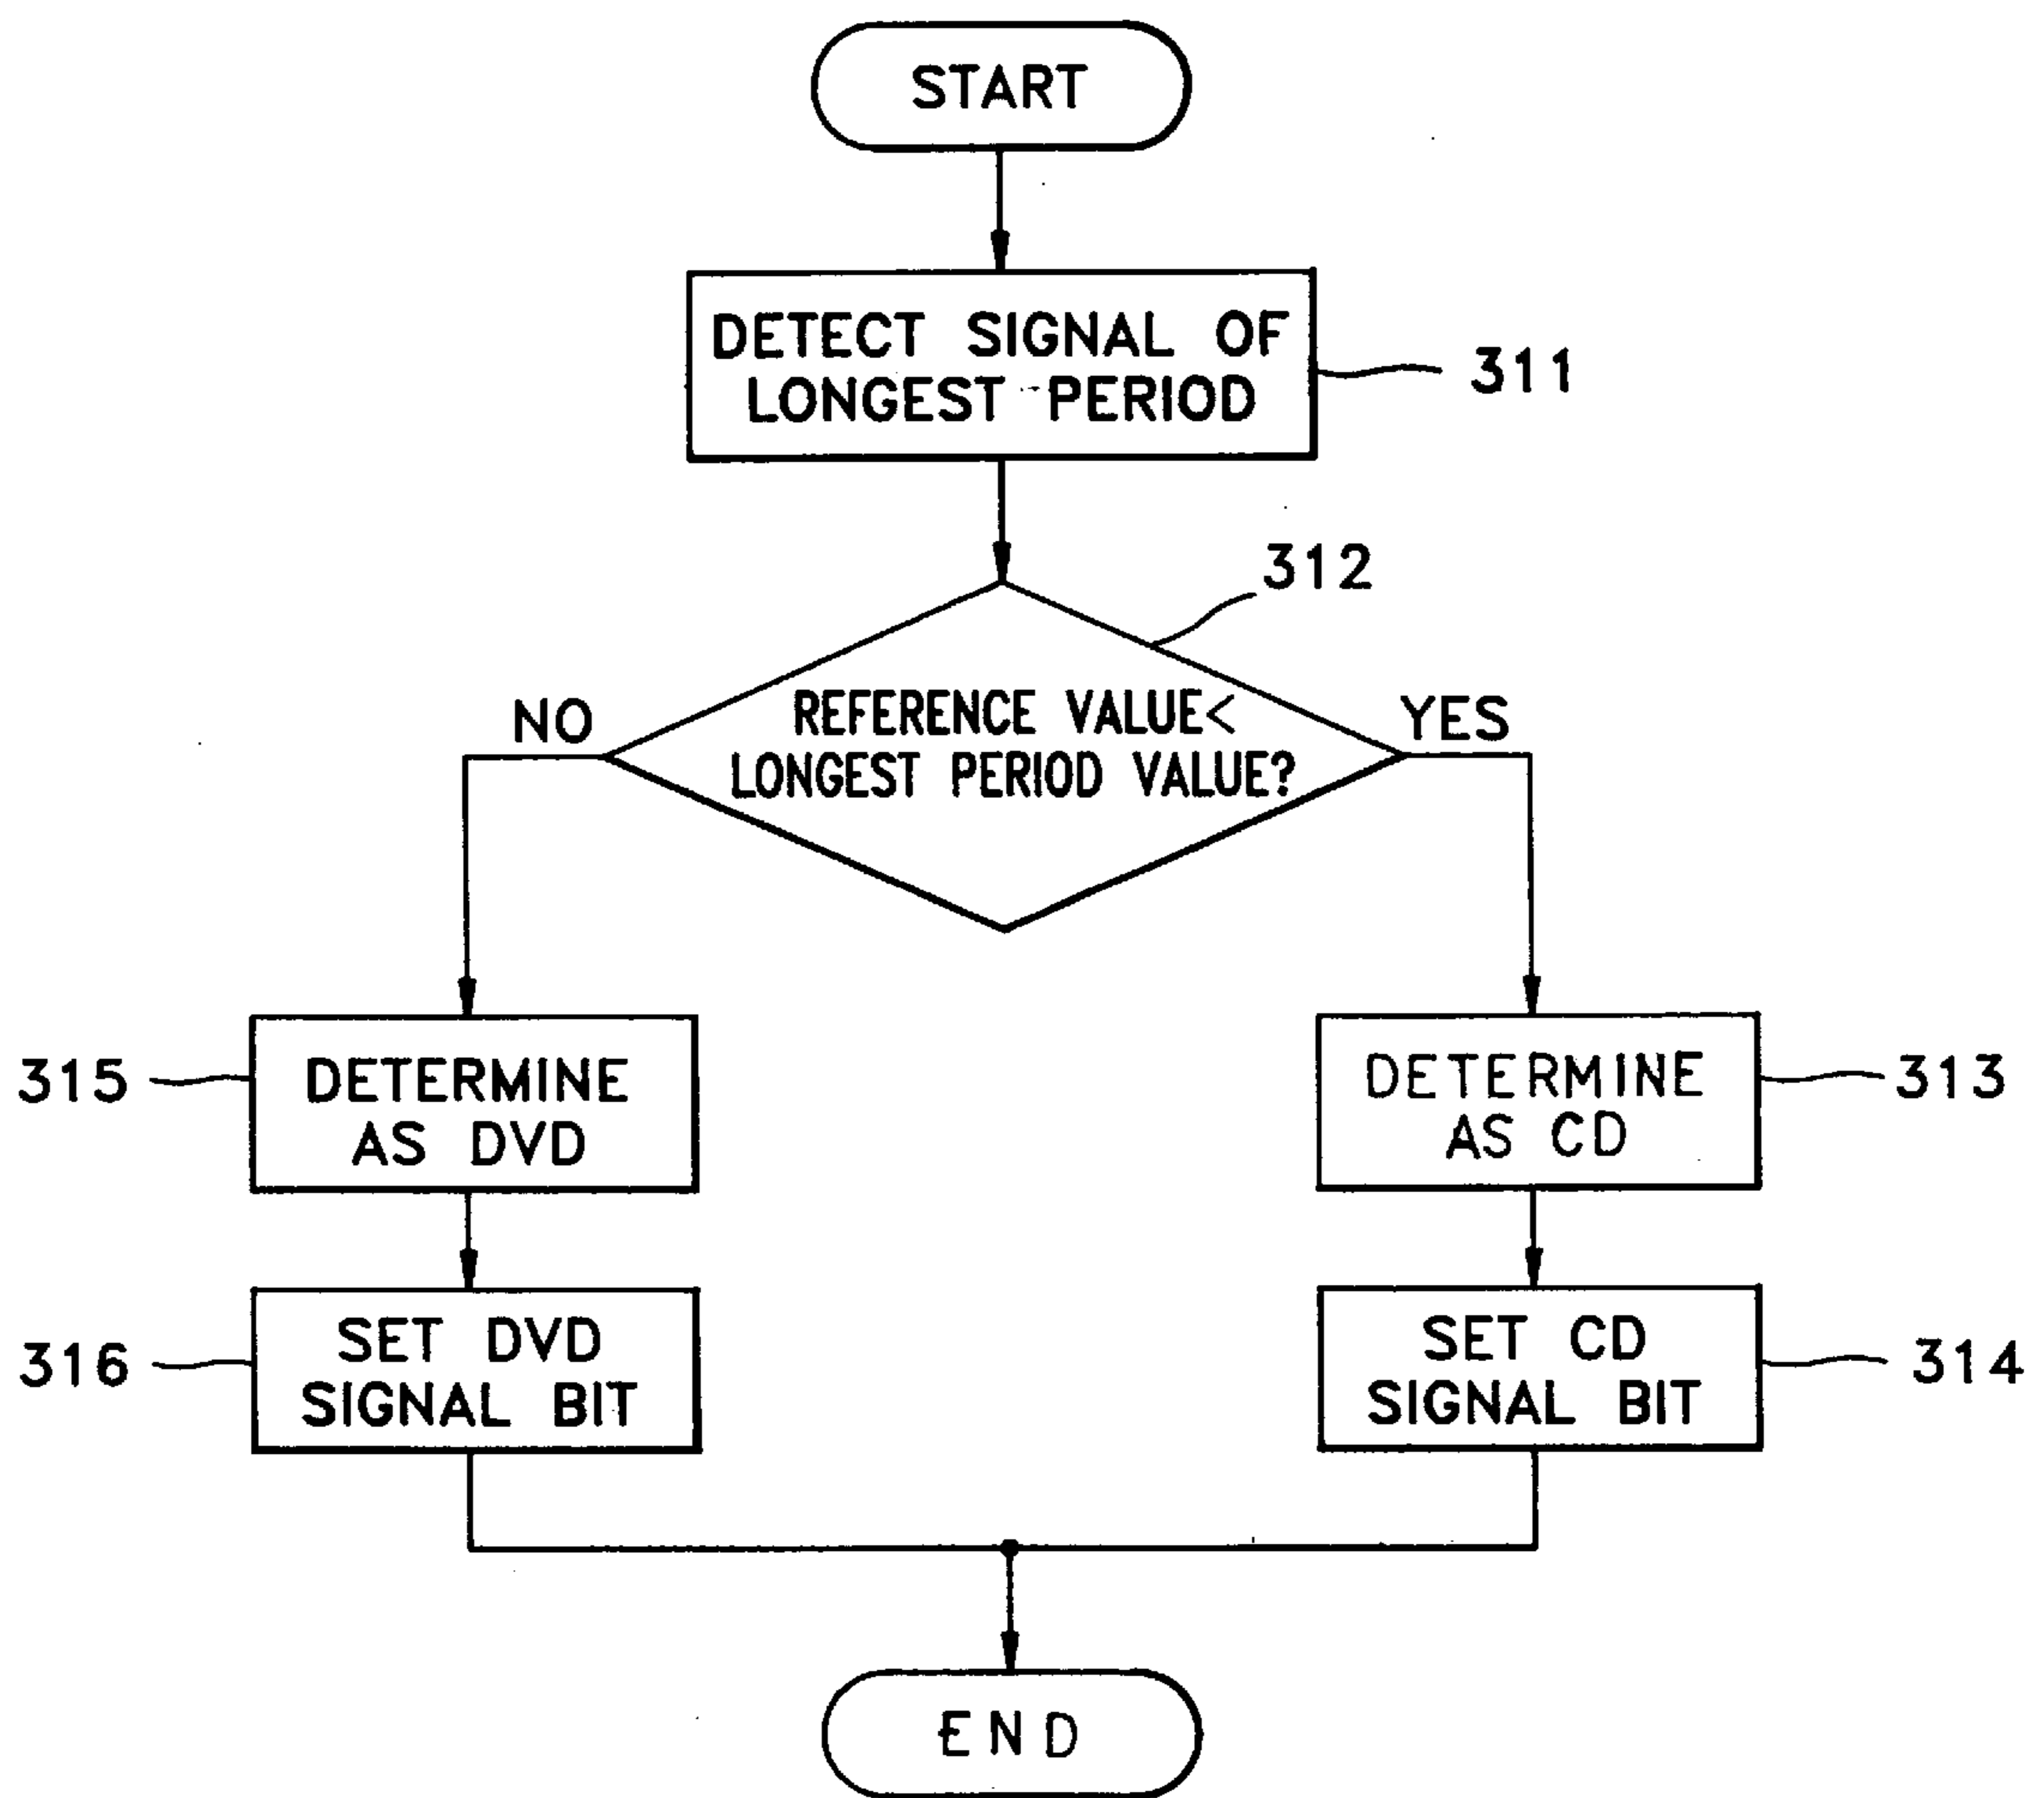 START
DETECT SIGNAL OF
LONGEST PERIOD
311
312
REFERENCE VALUE<
LONGEST PERIOD VALUE?
NO
YES
315
DETERMINE
AS DVD
DETERMINE
AS CD
313
316
SET DVD
SIGNAL BIT
SET CD
SIGNAL BIT
314
END